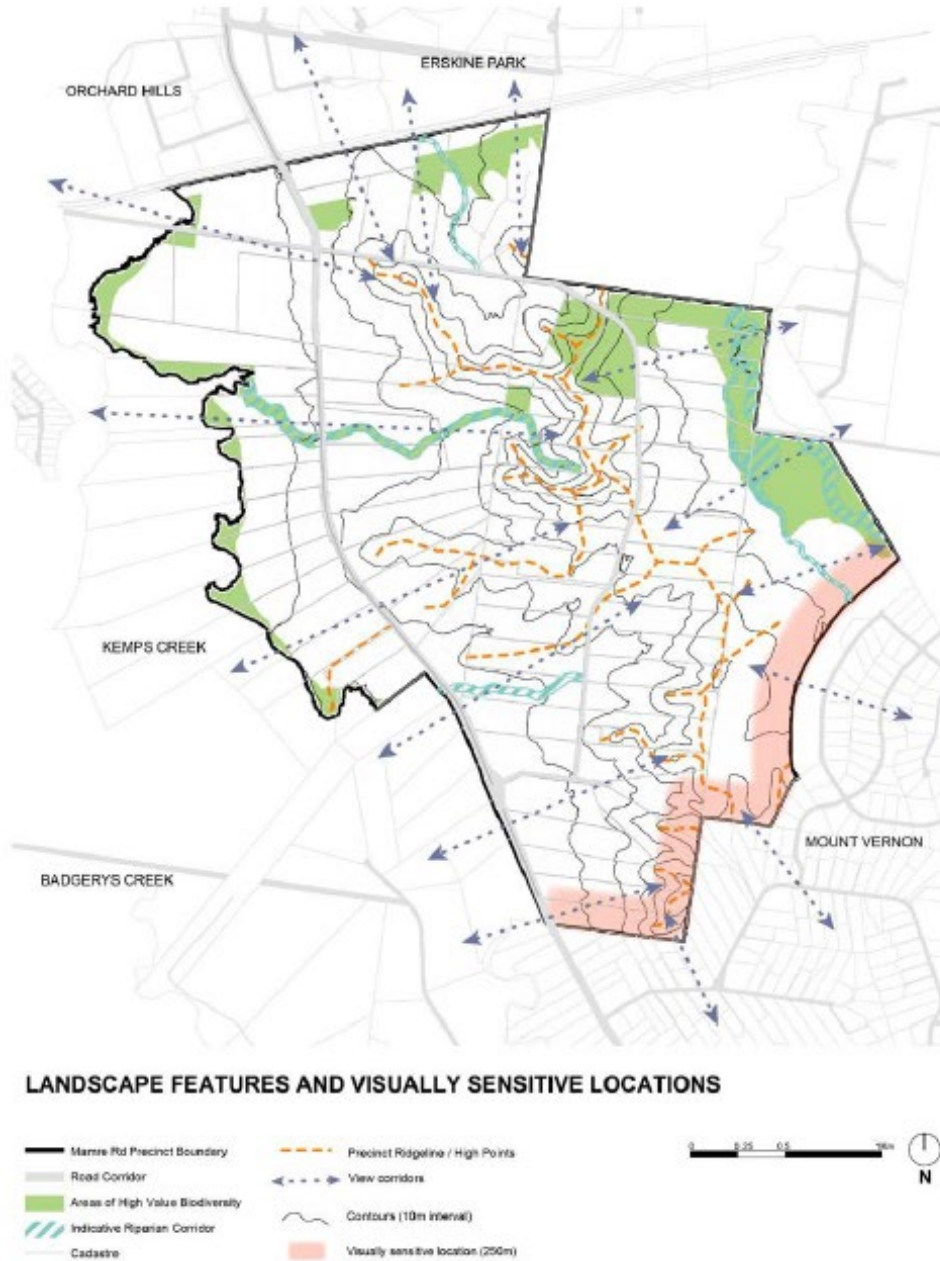 ERSKINE PARK
ORCHARD HILLS
KEMPS CREEK
MOUNT VERNON
BADGERYS CREEK
LANDSCAPE FEATURES AND VISUALLY SENSITIVE LOCATIONS
Mamre Rd Precinct Boundary
Road Corridor
Areas of High Value Biodiversity
Indicative Riparian Corridor
Cadastre
Precinct Ridgeline / High Points
View corridors
Contours (10m interval)
Visually sensitive location (250m)
0 0.25 0.5
N